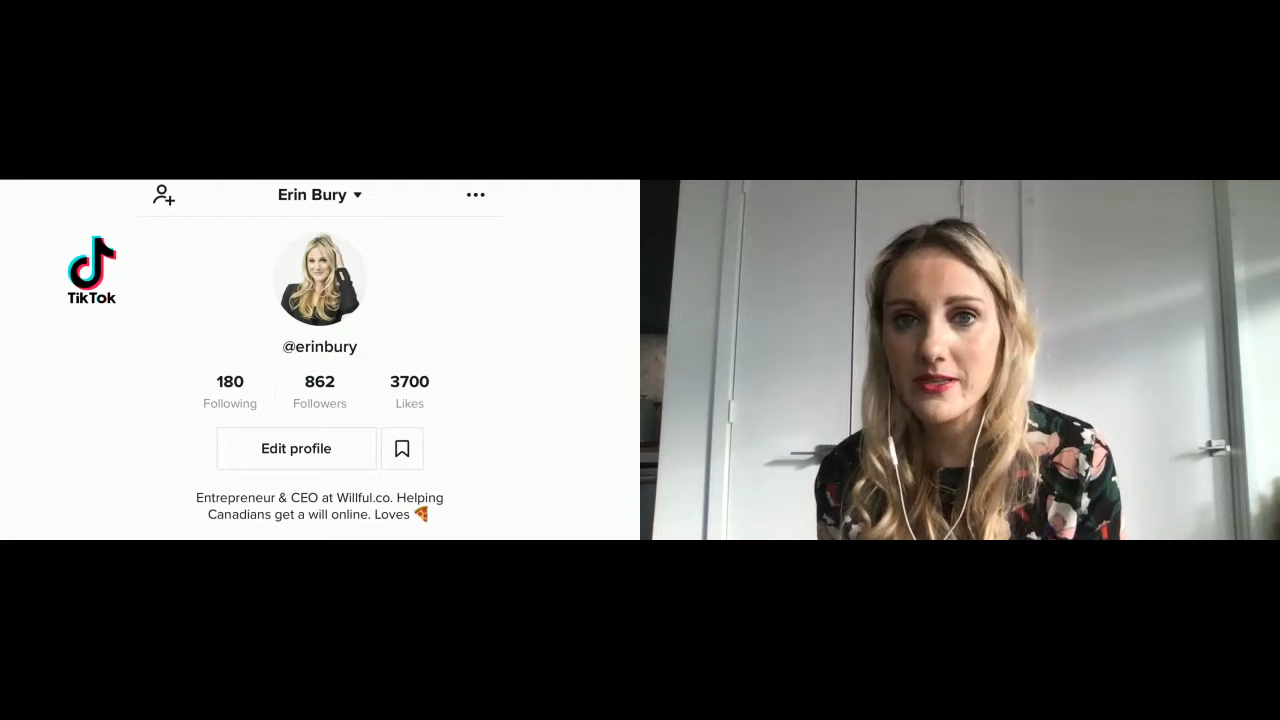 Erin Bury
TikTok
@erinbury
180 862 3700
Following Followers Likes
Edit profile
Entrepreneur & CEO at Willful.co. Helping
Canadians get a will online. Loves 🍕